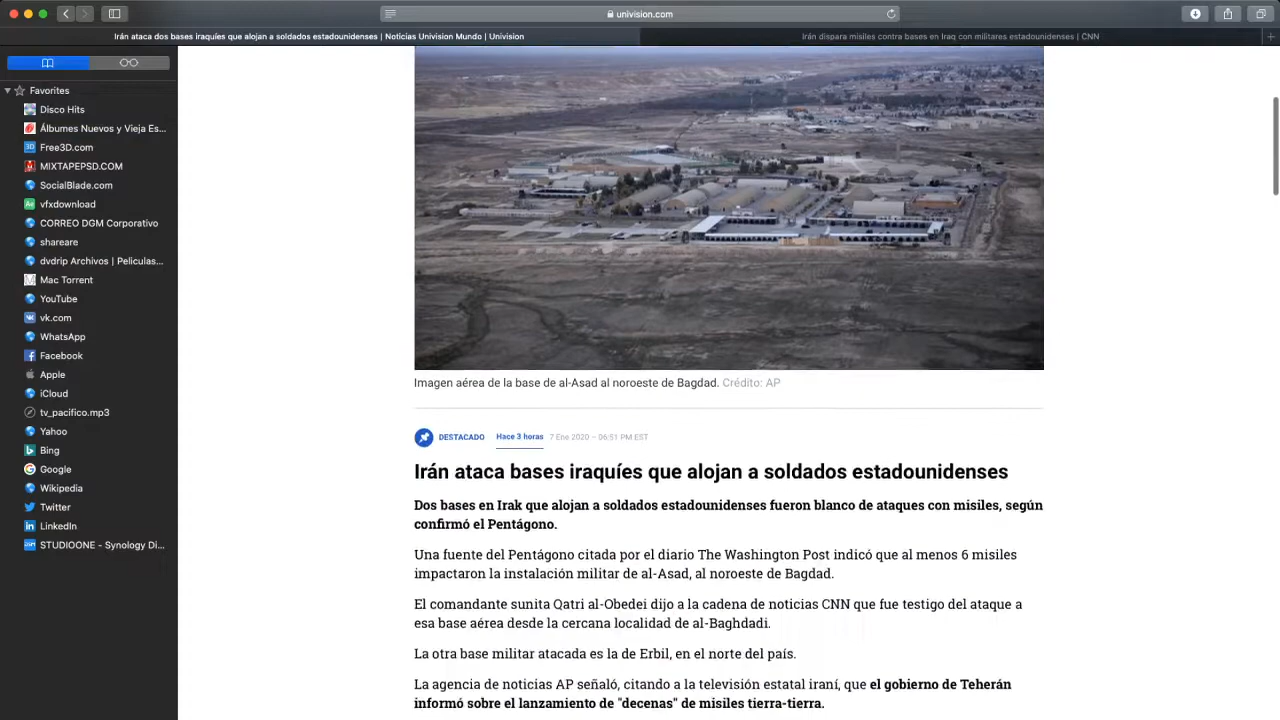 univision.com
Irán ataca dos bases iraquíes que alojan a soldados estadounidenses | Noticias Univision Mundo | Univision
Irán dispara misiles contra bases en Iraq con militares estadounidenses | CNN
Favorites
Disco Hits
Álbumes Nuevos y Vieja Es...
Free3D.com
MIXTAPEPSD.COM
SocialBlade.com
vfxdownload
CORREO DGM Corporativo
shareare
dvdrip Archivos | Peliculas...
Mac Torrent
YouTube
vk.com
WhatsApp
Facebook
Apple
iCloud
tv_pacifico.mp3
Yahoo
Bing
Google
Wikipedia
Twitter
LinkedIn
STUDIOONE - Synology Di...
Imagen aérea de la base de al-Asad al noroeste de Bagdad. Crédito: AP
DESTACADO Hace 3 horas 7 Ene 2020 – 06:51 PM EST
Irán ataca bases iraquíes que alojan a soldados estadounidenses
Dos bases en Irak que alojan a soldados estadounidenses fueron blanco de ataques con misiles, según
confirmó el Pentágono.
Una fuente del Pentágono citada por el diario The Washington Post indicó que al menos 6 misiles
impactaron la instalación militar de al-Asad, al noroeste de Bagdad.
El comandante sunita Qatri al-Obedei dijo a la cadena de noticias CNN que fue testigo del ataque a
esa base aérea desde la cercana localidad de al-Baghdadi.
La otra base militar atacada es la de Erbil, en el norte del país.
La agencia de noticias AP señaló, citando a la televisión estatal iraní, que el gobierno de Teherán
informó sobre el lanzamiento de "decenas" de misiles tierra-tierra.